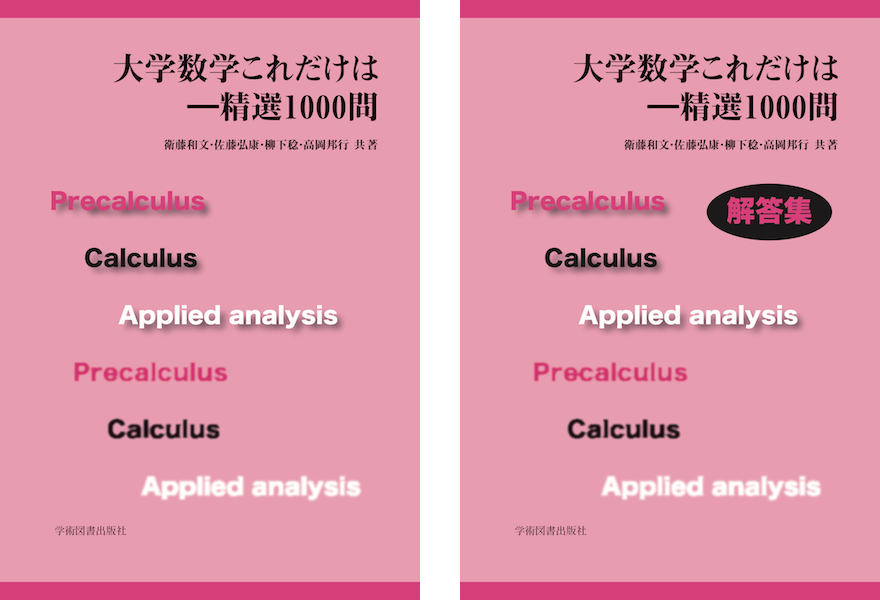 大学数学これだけは
—精選1000問
衛藤和文・佐藤弘康・柳下稔・高岡邦行 共著
Precalculus
Calculus
Applied analysis
Precalculus
Calculus
Applied analysis
学術図書出版社
大学数学これだけは
—精選1000問
衛藤和文・佐藤弘康・柳下稔・高岡邦行 共著
Precalculus
解答集
Calculus
Applied analysis
Precalculus
Calculus
Applied analysis
学術図書出版社